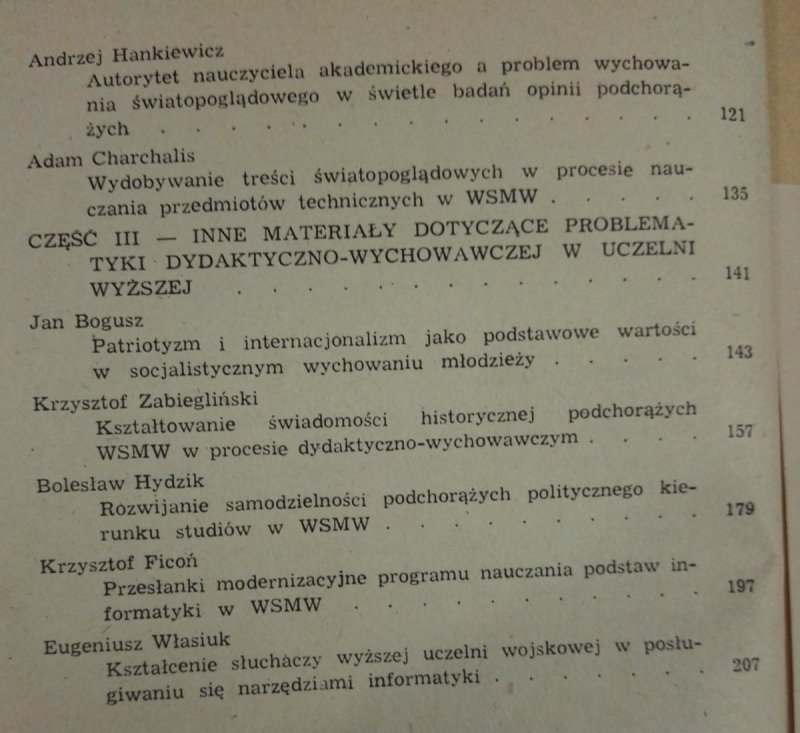 Andrzej Hankiewicz
Autorytet nauczyciela akademickiego a problem wychowa-
nia światopoglądowego w świetle badań opinii podchorą-
żych . . . . . . . . . . . . . . 121
Adam Charchalis
Wydobywanie treści światopoglądowych w procesie nau-
czania przedmiotów technicznych w WSMW . . . . . 135
CZĘŚĆ III — INNE MATERIAŁY DOTYCZĄCE PROBLEMA-
TYKI DYDAKTYCZNO-WYCHOWAWCZEJ W UCZELNI
WYŻSZEJ . . . . . . . . . . . . 141
Jan Bogusz
Patriotyzm i internacjonalizm jako podstawowe wartości
w socjalistycznym wychowaniu młodzieży . . . . . 143
Krzysztof Zabiegliński
Kształtowanie świadomości historycznej podchorążych
WSMW w procesie dydaktyczno-wychowawczym . . . . 157
Bolesław Hydzik
Rozwijanie samodzielności podchorążych politycznego kie-
runku studiów w WSMW . . . . . . . . . 179
Krzysztof Ficoń
Przesłanki modernizacyjne programu nauczania podstaw in-
formatyki w WSMW . . . . . . . . . . 197
Eugeniusz Własiuk
Kształcenie słuchaczy wyższej uczelni wojskowej w posłu-
giwaniu się narzędziami informatyki . . . . . . 207